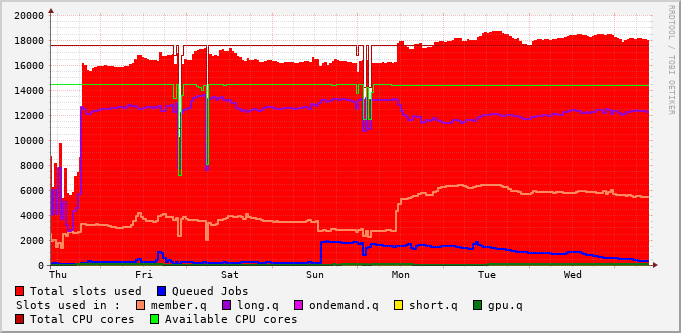 20000
18000
16000
14000
12000
10000
8000
6000
4000
2000
0
Thu Fri Sat Sun Mon Tue Wed
RRDTOOL / TOBI OETIKER
Total slots used Queued Jobs
Slots used in : member.q long.q ondemand.q short.q gpu.q
Total CPU cores Available CPU cores